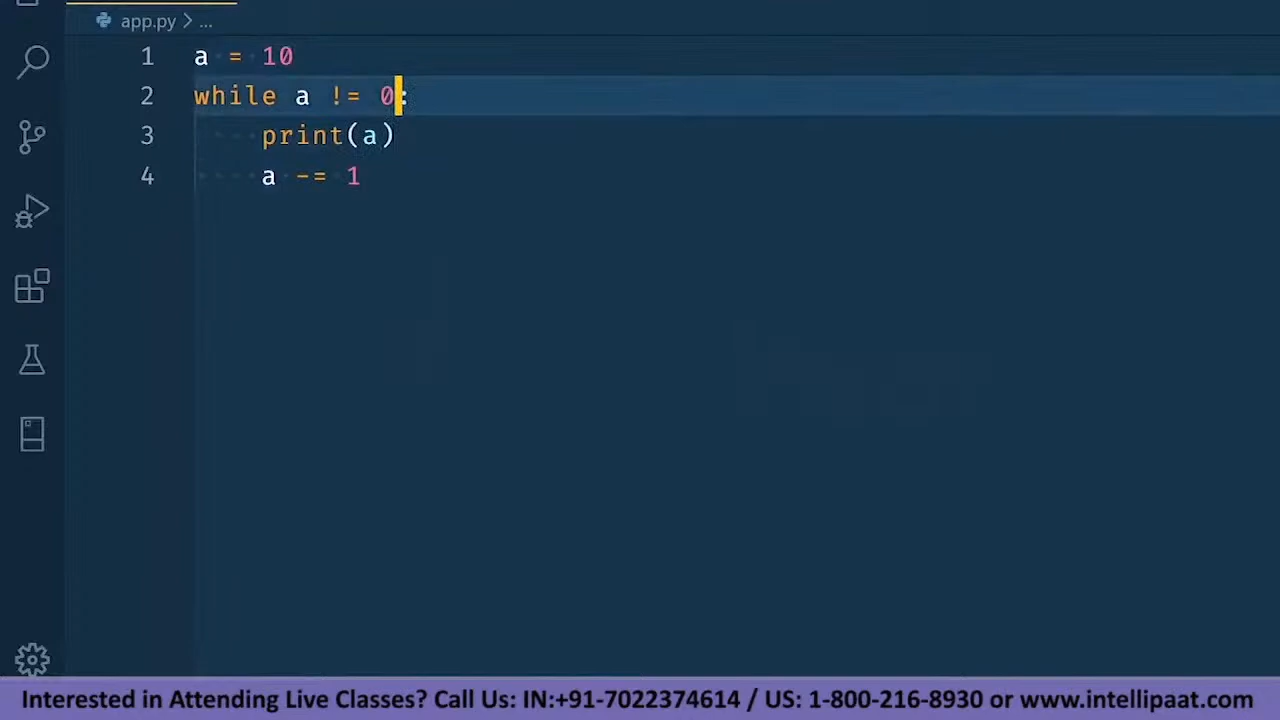 app.py > ...
1 a = 10
2 while a != 0:
3     print(a)
4     a -= 1
Interested in Attending Live Classes? Call Us: IN:+91-7022374614 / US: 1-800-216-8930 or www.intellipaat.com